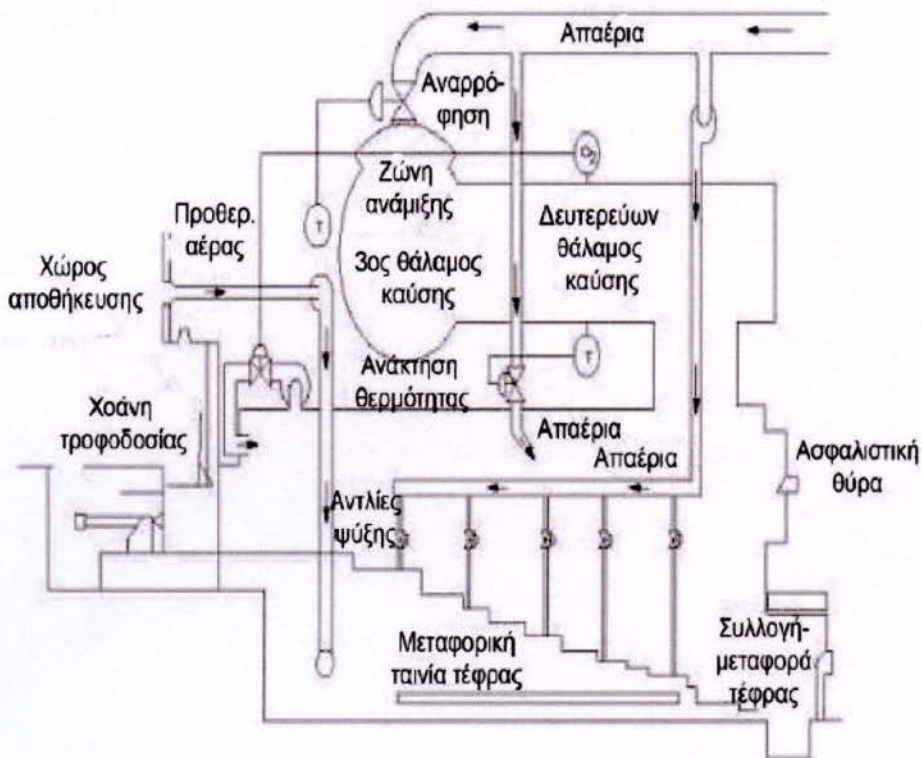 Απαέρια
Αναρρό-
φηση
O2
Ζώνη
ανάμιξης
Προθερ.
αέρας
T
Δευτερεύων
θάλαμος
καύσης
Χώρος
αποθήκευσης
3ος θάλαμος
καύσης
T
Ανάκτηση
θερμότητας
Χοάνη
τροφοδοσίας
Απαέρια
Απαέρια
Ασφαλιστική
θύρα
Αντλίες
ψύξης
Μεταφορική
ταινία τέφρας
Συλλογή-
μεταφορά
τέφρας